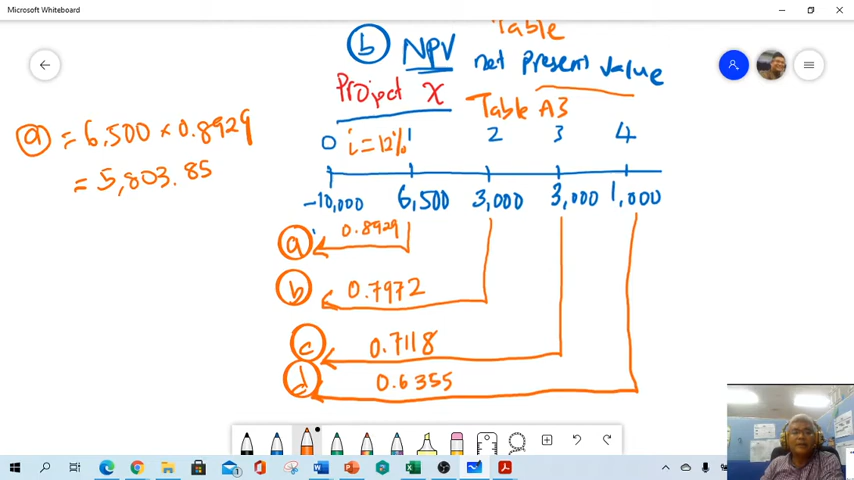 Microsoft Whiteboard
Table
b NPV net present value
Project X Table A3
a = 6,500 × 0.8929
= 5,803.85
0 i = 12% 1 2 3 4
-10,000 6,500 3,000 3,000 1,000
a 0.8929
b 0.7972
c 0.7118
d 0.6355